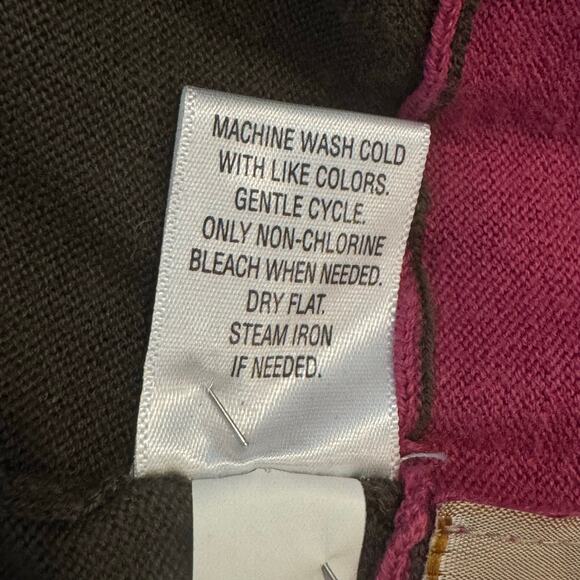 MACHINE WASH COLD
WITH LIKE COLORS.
GENTLE CYCLE.
ONLY NON-CHLORINE
BLEACH WHEN NEEDED.
DRY FLAT.
STEAM IRON
IF NEEDED.